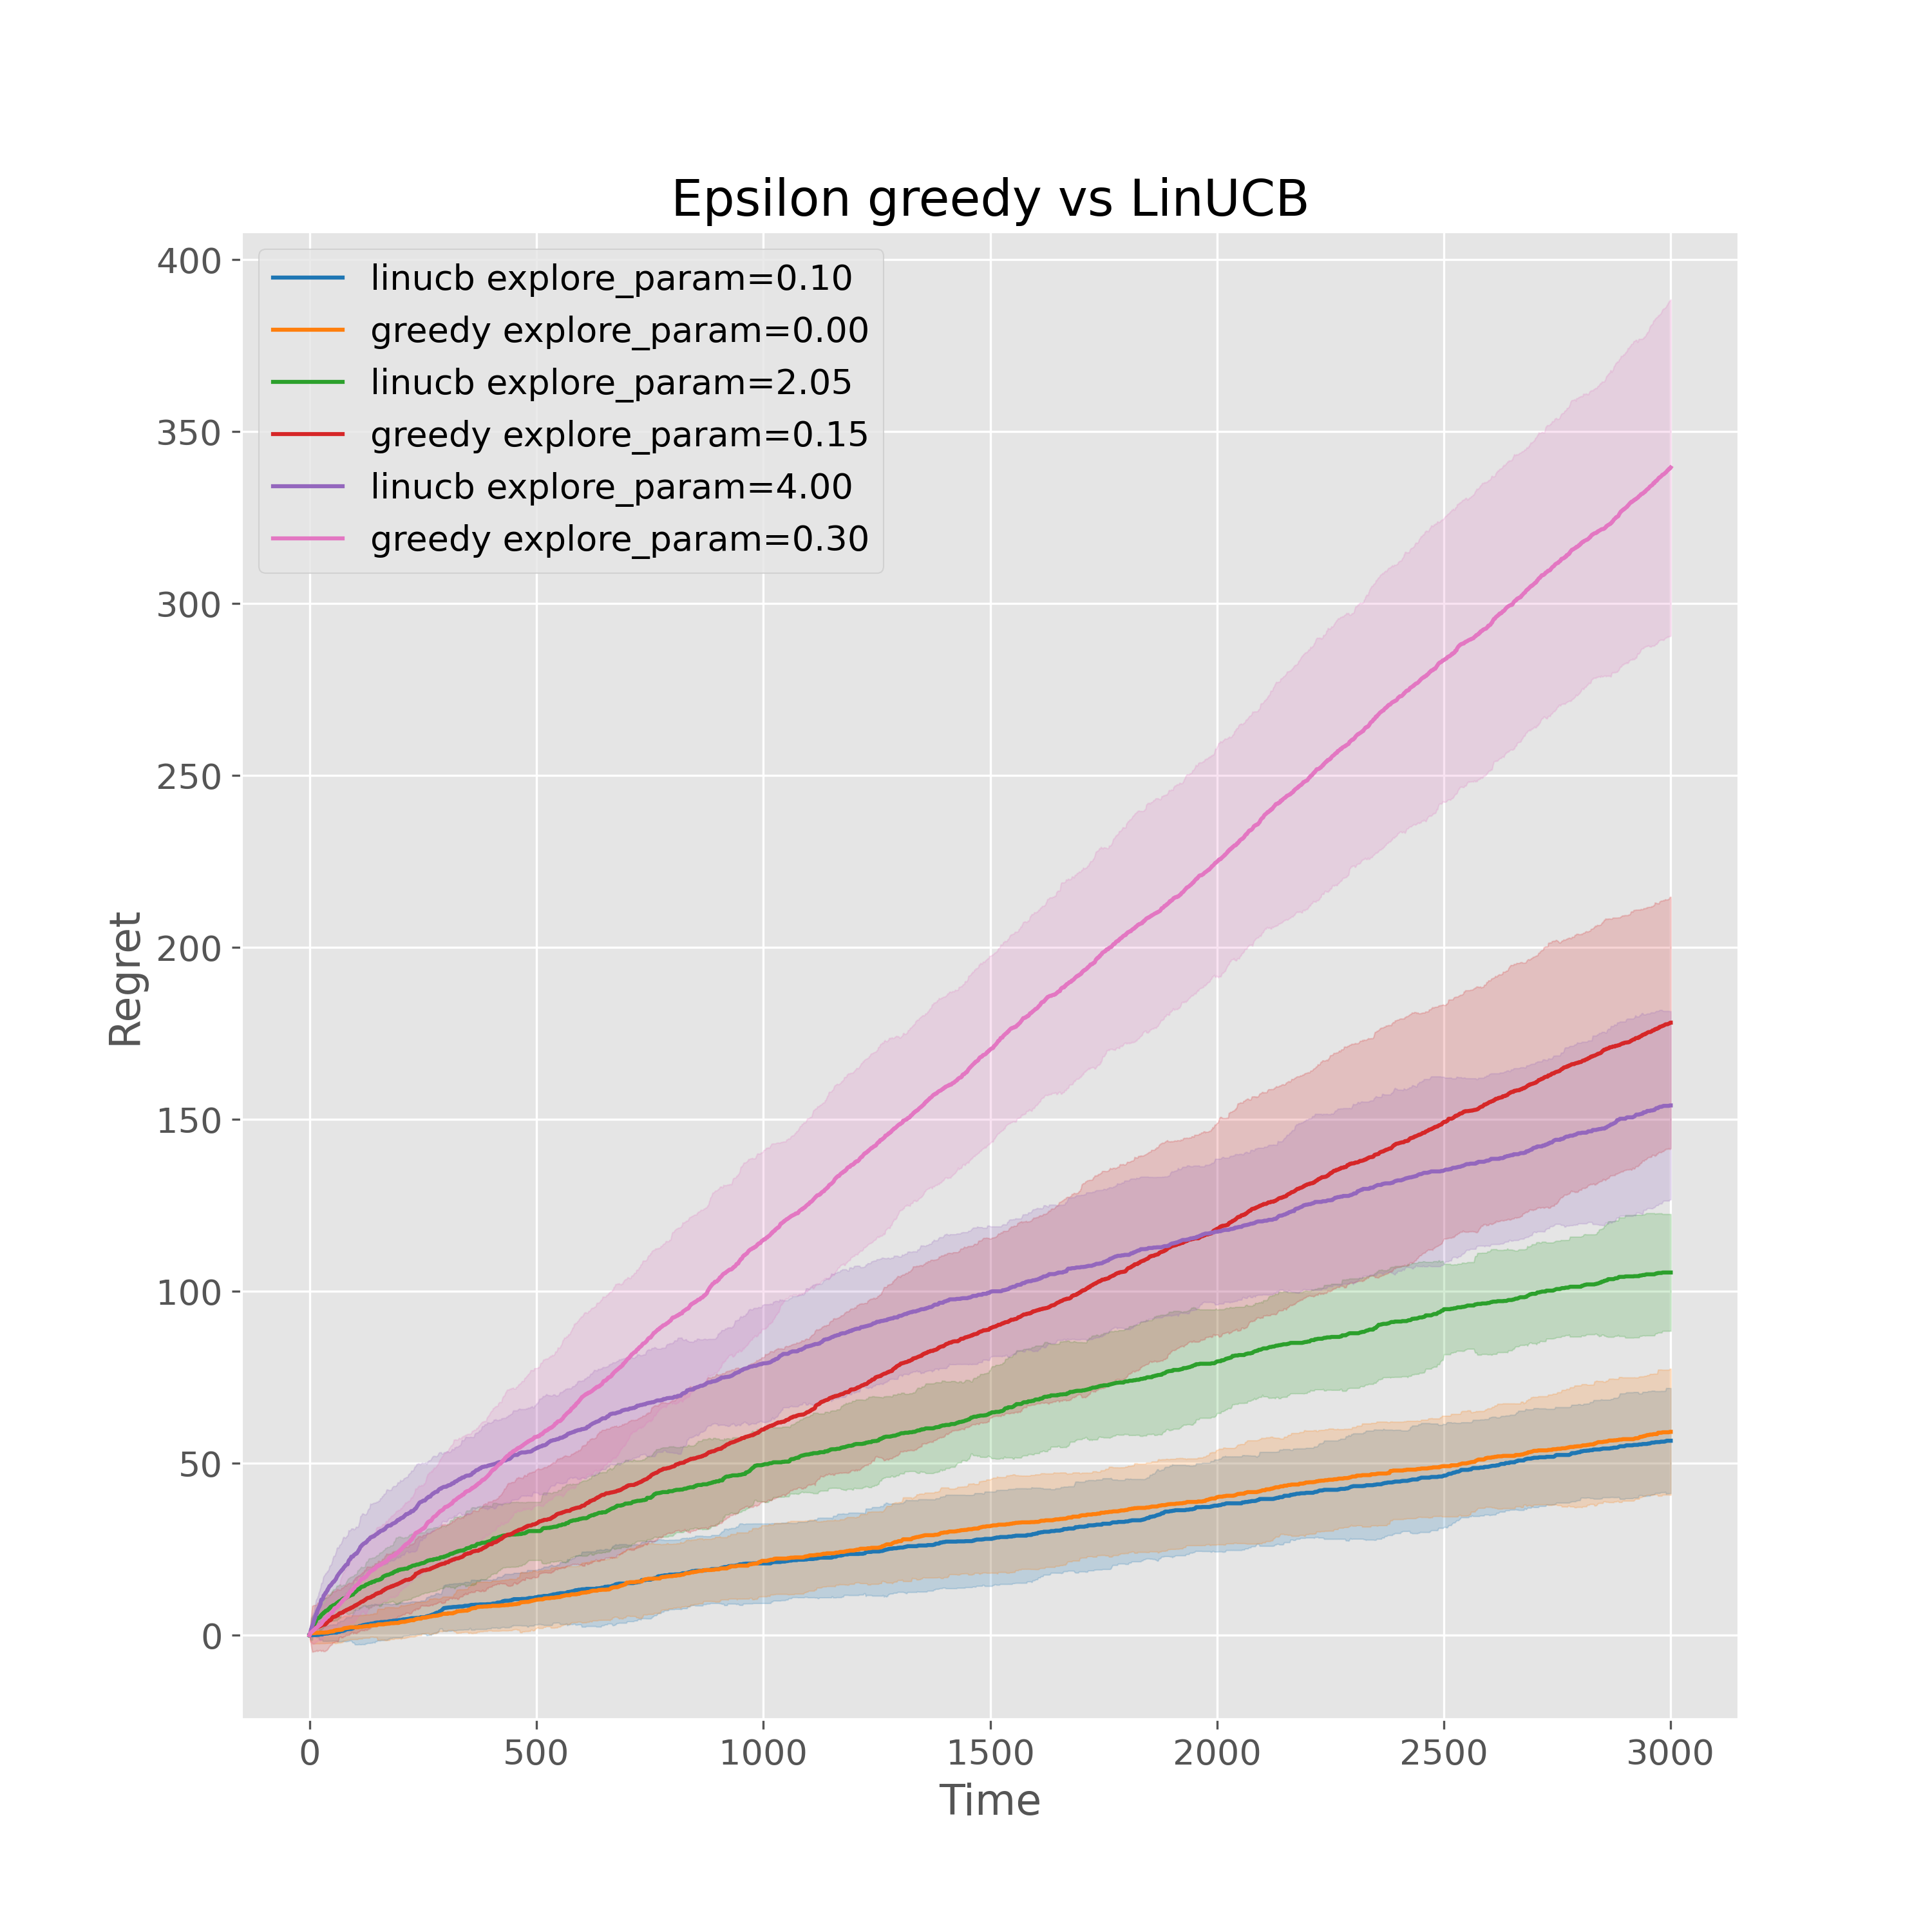 Epsilon greedy vs LinUCB
linucb explore_param=0.10
greedy explore_param=0.00
linucb explore_param=2.05
greedy explore_param=0.15
linucb explore_param=4.00
greedy explore_param=0.30
400
350
300
250
200
150
100
50
0
Regret
0 500 1000 1500 2000 2500 3000
Time